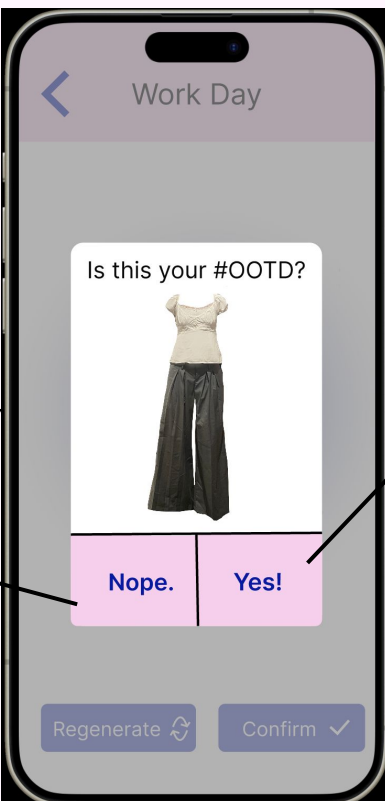 Work Day
Is this your #OOTD?
Nope. Yes!
Regenerate Confirm